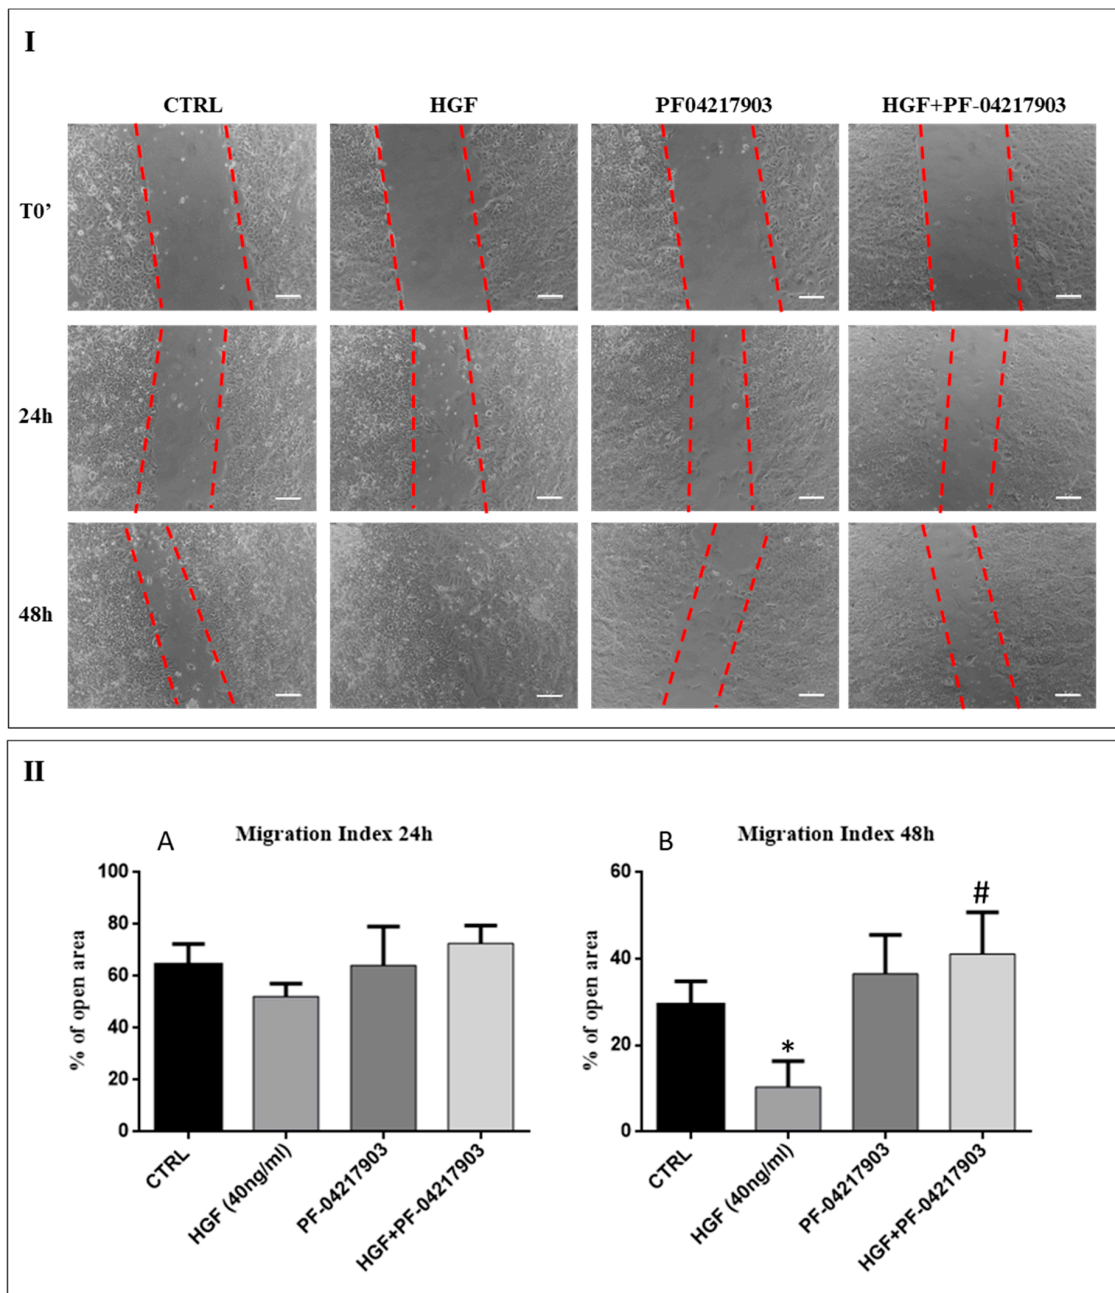 I
CTRL HGF PF04217903 HGF+PF-04217903
T0'
24h
48h
II
A Migration Index 24h
% of open area
100
80
60
40
20
0
CTRL
HGF (40ng/ml)
PF-04217903
HGF+PF-04217903
B Migration Index 48h
% of open area
60
40
20
0
*
#
CTRL
HGF (40ng/ml)
PF-04217903
HGF+PF-04217903